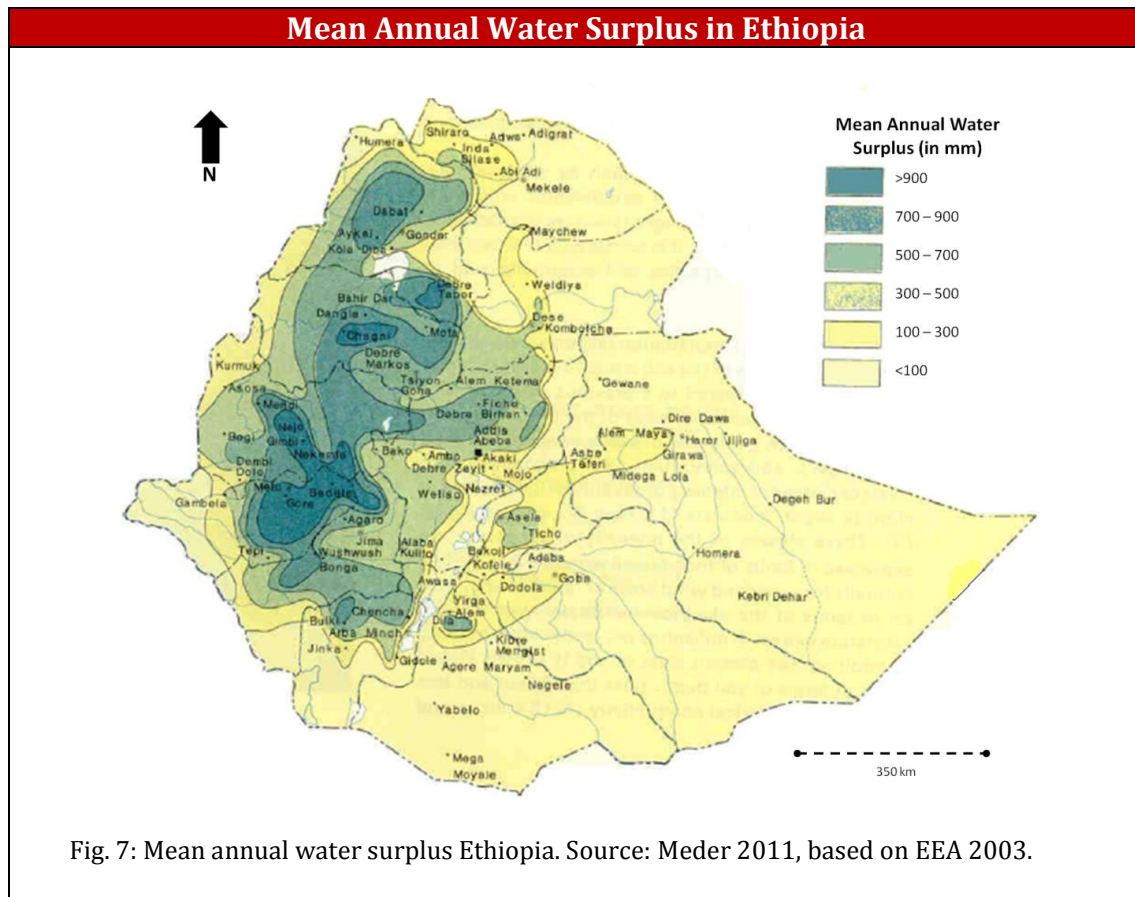 Mean Annual Water Surplus in Ethiopia
N
Mean Annual Water
Surplus (in mm)
>900
700 – 900
500 – 700
300 – 500
100 – 300
<100
Humera
Shiraro
Adwa
Adigrat
Inda
Silase
Abi Adi
Mekele
Dabat
Aykel
Gonder
Kola Diba
Maychew
Debre
Tabor
Weldiya
Bahir Dar
Dangle
Dese
Kombolcha
Chagni
Mota
Debre
Markos
Kurmuk
Asosa
Tsiyon
Goha
Alem Ketema
Gewane
Mendi
Fiche
Debre Birhan
Dire Dawa
Nejo
Gimbi
Addis
Abeba
Alem Maya
Harer
Jijiga
Begi
Nekemte
Bako
Ambo
Akaki
Asbe
Teferi
Girawa
Dembi
Dolo
Debre Zeyit
Mojo
Midega Lola
Metu
Bedele
Weliso
Nazret
Degeh Bur
Gambela
Gore
Agaro
Asela
Ticho
Jima
Alaba
Kulito
Tepi
Wushwush
Bekoji
Adaba
Homera
Bonga
Kofele
Goba
Awasa
Dodola
Kebri Dehar
Chencha
Yirga
Alem
Bulki
Dila
Arba Minch
Kibre
Mengist
Jinka
Gidole
Agere Maryam
Negele
Yabelo
Mega
Moyale
350 km
Fig. 7: Mean annual water surplus Ethiopia. Source: Meder 2011, based on EEA 2003.